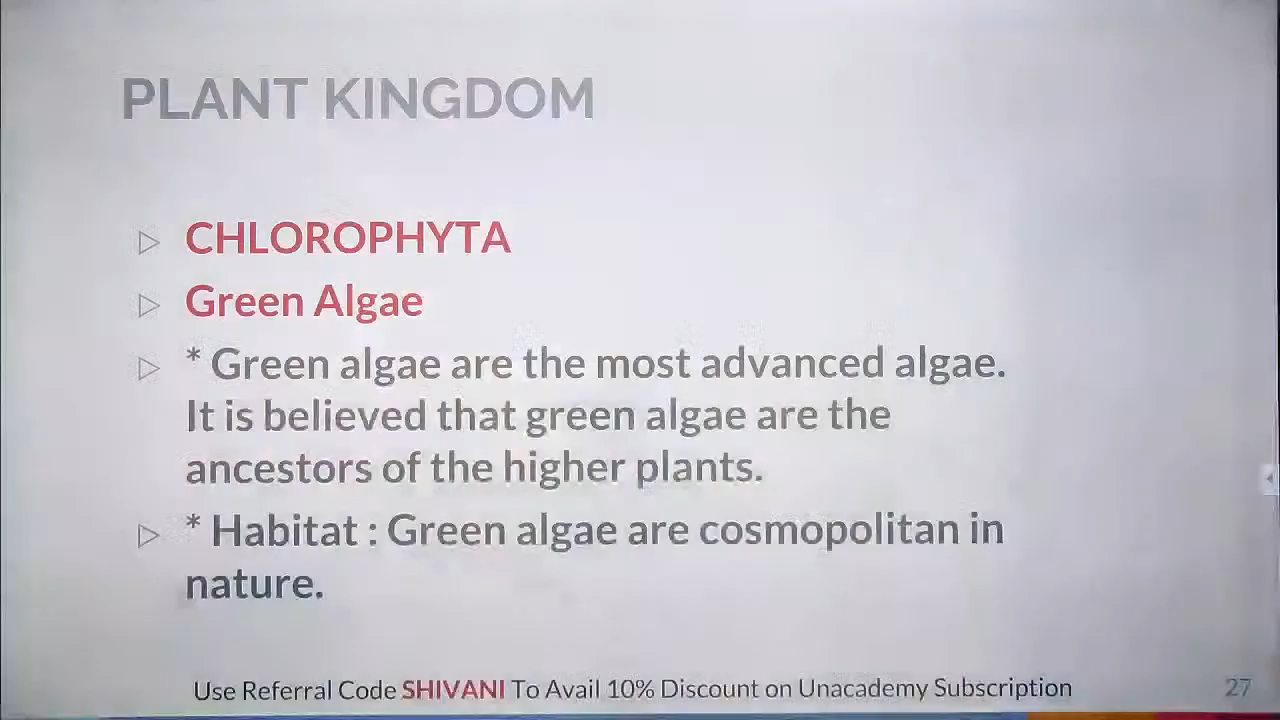 PLANT KINGDOM
▷ CHLOROPHYTA
▷ Green Algae
▷ * Green algae are the most advanced algae.
It is believed that green algae are the
ancestors of the higher plants.
▷ * Habitat : Green algae are cosmopolitan in
nature.
Use Referral Code SHIVANI To Avail 10% Discount on Unacademy Subscription
27